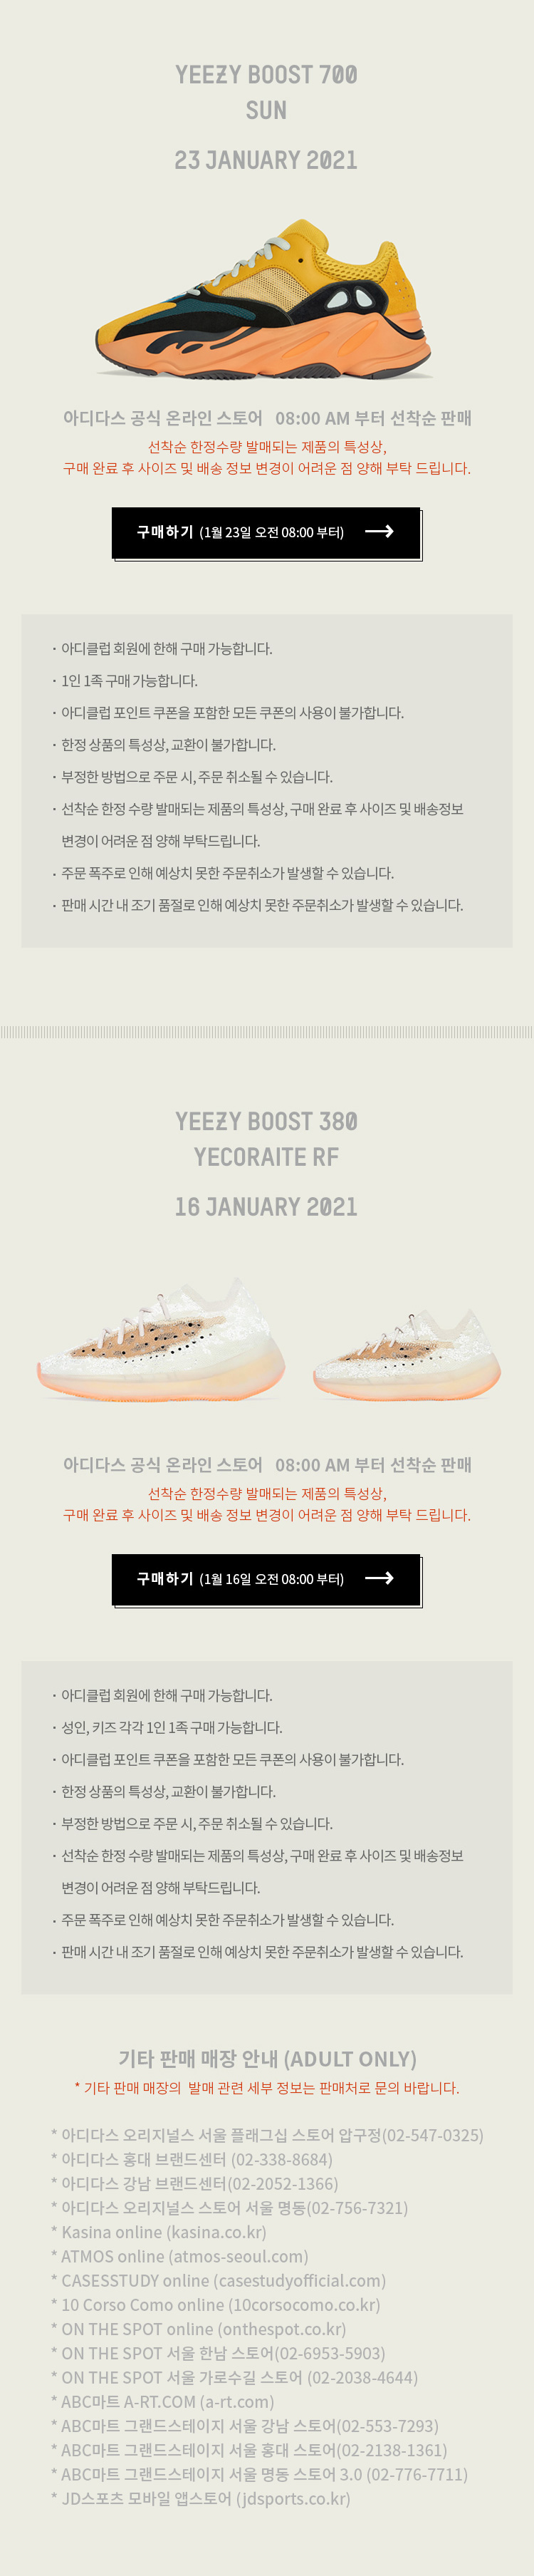 YEEZY BOOST 700
SUN
23 JANUARY 2021
아디다스 공식 온라인 스토어 08:00 AM 부터 선착순 판매
선착순 한정수량 발매되는 제품의 특성상,
구매 완료 후 사이즈 및 배송 정보 변경이 어려운 점 양해 부탁 드립니다.
구매하기 (1월 23일 오전 08:00 부터) →
· 아디클럽 회원에 한해 구매 가능합니다.
· 1인 1족 구매 가능합니다.
· 아디클럽 포인트 쿠폰을 포함한 모든 쿠폰의 사용이 불가합니다.
· 한정 상품의 특성상, 교환이 불가합니다.
· 부정한 방법으로 주문 시, 주문 취소될 수 있습니다.
· 선착순 한정 수량 발매되는 제품의 특성상, 구매 완료 후 사이즈 및 배송정보
변경이 어려운 점 양해 부탁드립니다.
· 주문 폭주로 인해 예상치 못한 주문취소가 발생할 수 있습니다.
· 판매 시간 내 조기 품절로 인해 예상치 못한 주문취소가 발생할 수 있습니다.
YEEZY BOOST 380
YECORAITE RF
16 JANUARY 2021
아디다스 공식 온라인 스토어 08:00 AM 부터 선착순 판매
선착순 한정수량 발매되는 제품의 특성상,
구매 완료 후 사이즈 및 배송 정보 변경이 어려운 점 양해 부탁 드립니다.
구매하기 (1월 16일 오전 08:00 부터) →
· 아디클럽 회원에 한해 구매 가능합니다.
· 성인, 키즈 각각 1인 1족 구매 가능합니다.
· 아디클럽 포인트 쿠폰을 포함한 모든 쿠폰의 사용이 불가합니다.
· 한정 상품의 특성상, 교환이 불가합니다.
· 부정한 방법으로 주문 시, 주문 취소될 수 있습니다.
· 선착순 한정 수량 발매되는 제품의 특성상, 구매 완료 후 사이즈 및 배송정보
변경이 어려운 점 양해 부탁드립니다.
· 주문 폭주로 인해 예상치 못한 주문취소가 발생할 수 있습니다.
· 판매 시간 내 조기 품절로 인해 예상치 못한 주문취소가 발생할 수 있습니다.
기타 판매 매장 안내 (ADULT ONLY)
* 기타 판매 매장의 발매 관련 세부 정보는 판매처로 문의 바랍니다.
* 아디다스 오리지널스 서울 플래그십 스토어 압구정(02-547-0325)
* 아디다스 홍대 브랜드센터 (02-338-8684)
* 아디다스 강남 브랜드센터(02-2052-1366)
* 아디다스 오리지널스 스토어 서울 명동(02-756-7321)
* Kasina online (kasina.co.kr)
* ATMOS online (atmos-seoul.com)
* CASESSTUDY online (casestudyofficial.com)
* 10 Corso Como online (10corsocomo.co.kr)
* ON THE SPOT online (onthespot.co.kr)
* ON THE SPOT 서울 한남 스토어(02-6953-5903)
* ON THE SPOT 서울 가로수길 스토어 (02-2038-4644)
* ABC마트 A-RT.COM (a-rt.com)
* ABC마트 그랜드스테이지 서울 강남 스토어(02-553-7293)
* ABC마트 그랜드스테이지 서울 홍대 스토어(02-2138-1361)
* ABC마트 그랜드스테이지 서울 명동 스토어 3.0 (02-776-7711)
* JD스포츠 모바일 앱스토어 (jdsports.co.kr)